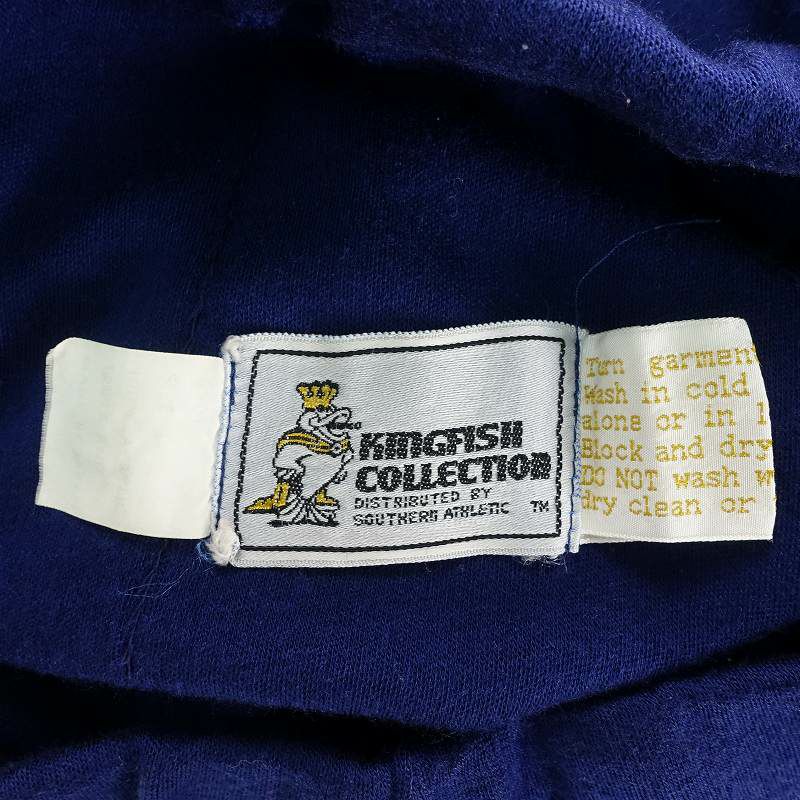 KINGFISH
COLLECTION
DISTRIBUTED BY
SOUTHERN ATHLETIC TM
Turn garment
Wash in cold
alone or in
Block and dry
DO NOT wash
dry clean or